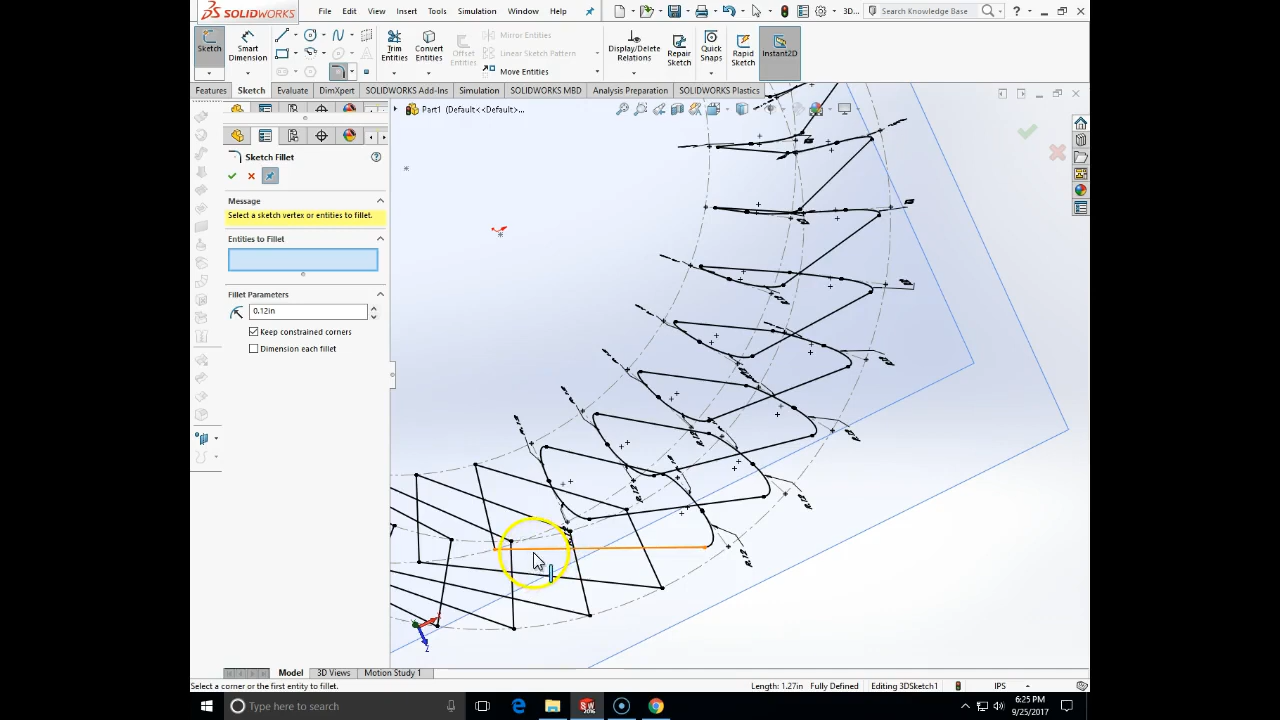 SOLIDWORKS File Edit View Insert Tools Simulation Window Help 3D... Search Knowledge Base
Sketch Smart Dimension Trim Entities Convert Entities Offset Entities Mirror Entities Linear Sketch Pattern Move Entities Display/Delete Relations Repair Sketch Quick Snaps Rapid Sketch Instant2D
Features Sketch Evaluate DimXpert SOLIDWORKS Add-Ins Simulation SOLIDWORKS MBD Analysis Preparation SOLIDWORKS Plastics
Part1 (Default<<Default>...
Sketch Fillet
Message
Select a sketch vertex or entities to fillet.
Entities to Fillet
Fillet Parameters
0.12in
Keep constrained corners
Dimension each fillet
Z
Model 3D Views Motion Study 1
Select a corner or the first entity to fillet. Length: 1.27in Fully Defined Editing 3DSketch1 IPS
Type here to search
6:25 PM
9/25/2017